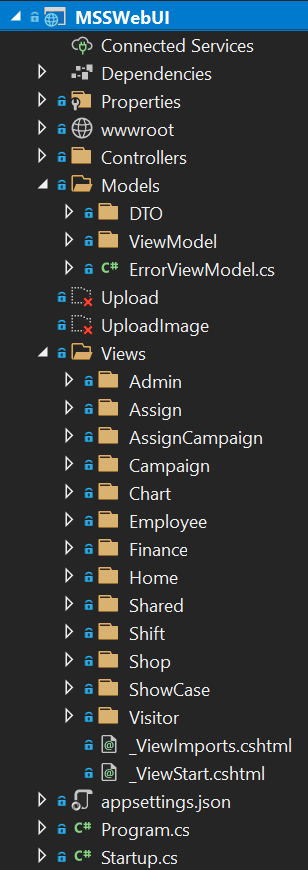 MSSWebUI
Connected Services
Dependencies
Properties
wwwroot
Controllers
Models
DTO
ViewModel
C# ErrorViewModel.cs
Upload
UploadImage
Views
Admin
Assign
AssignCampaign
Campaign
Chart
Employee
Finance
Home
Shared
Shift
Shop
ShowCase
Visitor
@ _ViewImports.cshtml
@ _ViewStart.cshtml
appsettings.json
C# Program.cs
C# Startup.cs